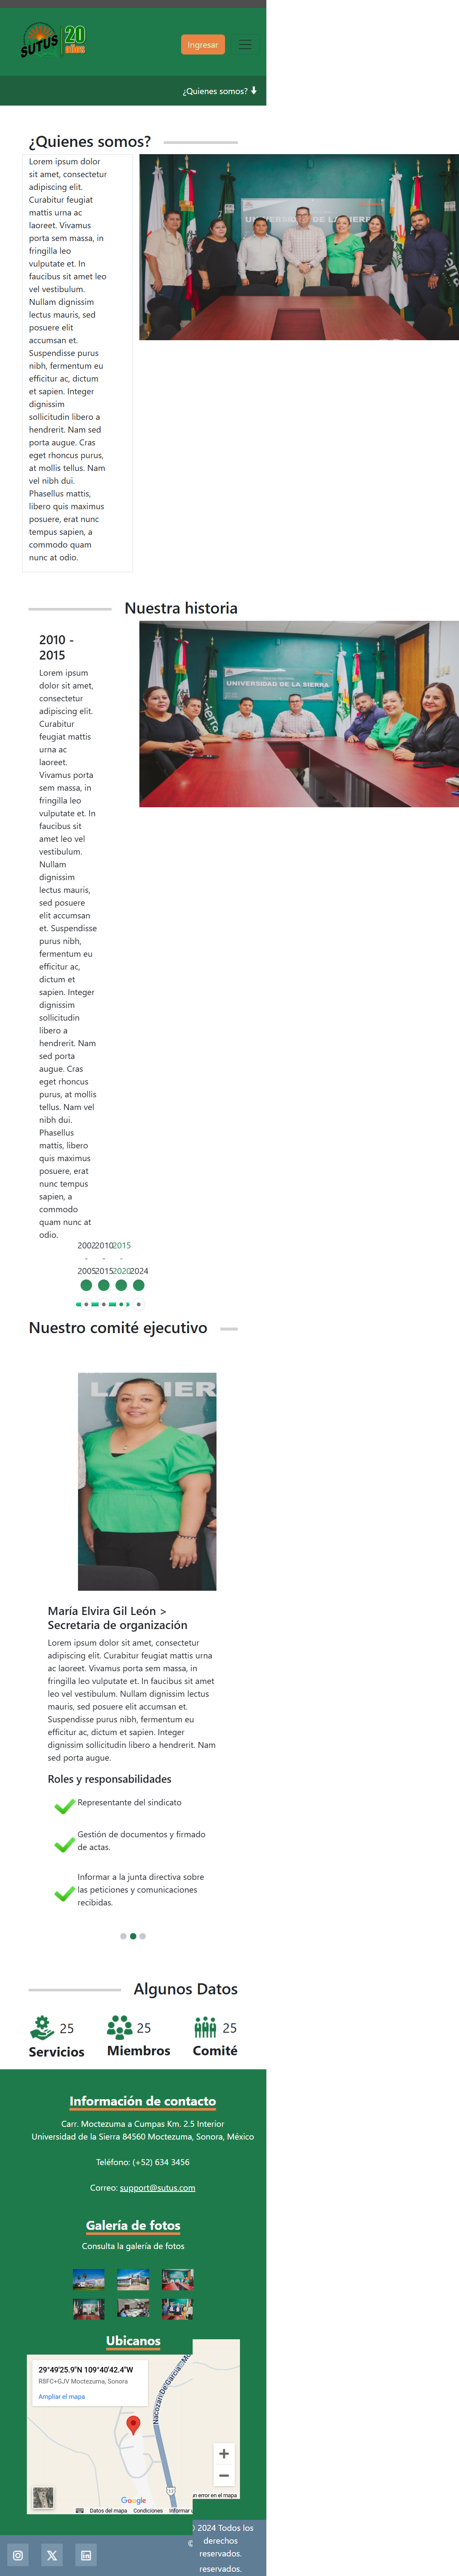 SUTUS 20
años
Ingresar
¿Quienes somos?
¿Quienes somos?
Lorem ipsum dolor
sit amet, consectetur
adipiscing elit.
Curabitur feugiat
mattis urna ac
laoreet. Vivamus
porta sem massa, in
fringilla leo
vulputate et. In
faucibus sit amet leo
vel vestibulum.
Nullam dignissim
lectus mauris, sed
posuere elit
accumsan et.
Suspendisse purus
nibh, fermentum eu
efficitur ac, dictum
et sapien. Integer
dignissim
sollicitudin libero a
hendrerit. Nam sed
porta augue. Cras
eget rhoncus purus,
at mollis tellus. Nam
vel nibh dui.
Phasellus mattis,
libero quis maximus
posuere, erat nunc
tempus sapien, a
commodo quam
nunc at odio.
UNIVERSIDAD DE LA SIERRA
Nuestra historia
2010 -
2015
Lorem ipsum
dolor sit amet,
consectetur
adipiscing elit.
Curabitur
feugiat mattis
urna ac
laoreet.
Vivamus porta
sem massa, in
fringilla leo
vulputate et. In
faucibus sit
amet leo vel
vestibulum.
Nullam
dignissim
lectus mauris,
sed posuere
elit accumsan
et. Suspendisse
purus nibh,
fermentum eu
efficitur ac,
dictum et
sapien. Integer
dignissim
sollicitudin
libero a
hendrerit. Nam
sed porta
augue. Cras
eget rhoncus
purus, at mollis
tellus. Nam vel
nibh dui.
Phasellus
mattis, libero
quis maximus
posuere, erat
nunc tempus
sapien, a
commodo
quam nunc at
odio.
UNIVERSIDAD DE LA SIERRA
2002 2010 2015
- - -
2005 2015 2020 2024
Nuestro comité ejecutivo
LA SIER
María Elvira Gil León >
Secretaria de organización
Lorem ipsum dolor sit amet, consectetur
adipiscing elit. Curabitur feugiat mattis urna
ac laoreet. Vivamus porta sem massa, in
fringilla leo vulputate et. In faucibus sit amet
leo vel vestibulum. Nullam dignissim lectus
mauris, sed posuere elit accumsan et.
Suspendisse purus nibh, fermentum eu
efficitur ac, dictum et sapien. Integer
dignissim sollicitudin libero a hendrerit. Nam
sed porta augue.
Roles y responsabilidades
Representante del sindicato
Gestión de documentos y firmado
de actas.
Informar a la junta directiva sobre
las peticiones y comunicaciones
recibidas.
Algunos Datos
25 25 25
Servicios Miembros Comité
Información de contacto
Carr. Moctezuma a Cumpas Km. 2.5 Interior
Universidad de la Sierra 84560 Moctezuma, Sonora, México
Teléfono: (+52) 634 3456
Correo: support@sutus.com
Galería de fotos
Consulta la galería de fotos
Ubicanos
29°49'25.9"N 109°40'42.4"W
RBFC+GJV Moctezuma, Sonora
Ampliar el mapa
Nacozari De García - Mo
17
Google
un error en el mapa
Datos del mapa Condiciones Informar u
© 2024 Todos los
derechos
reservados.
©
reservados.